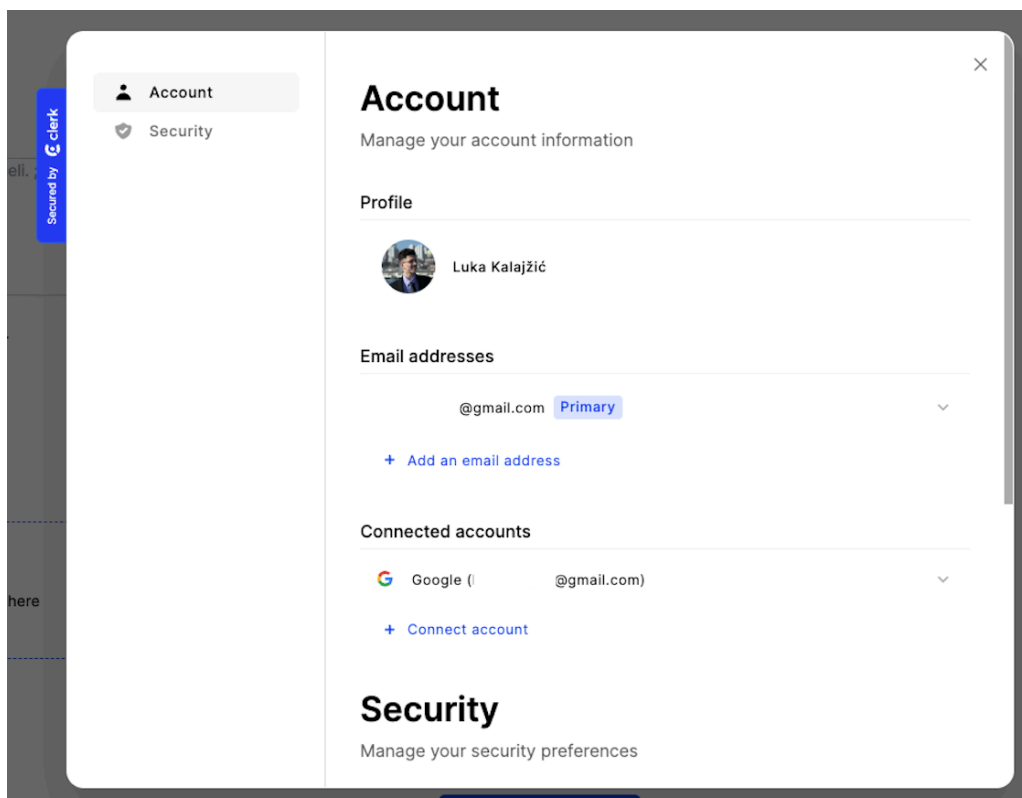 Account
Security
Secured by clerk
eli.
here
Account
Manage your account information
Profile
Luka Kalajžić
Email addresses
@gmail.com Primary
+ Add an email address
Connected accounts
Google ( @gmail.com)
+ Connect account
Security
Manage your security preferences